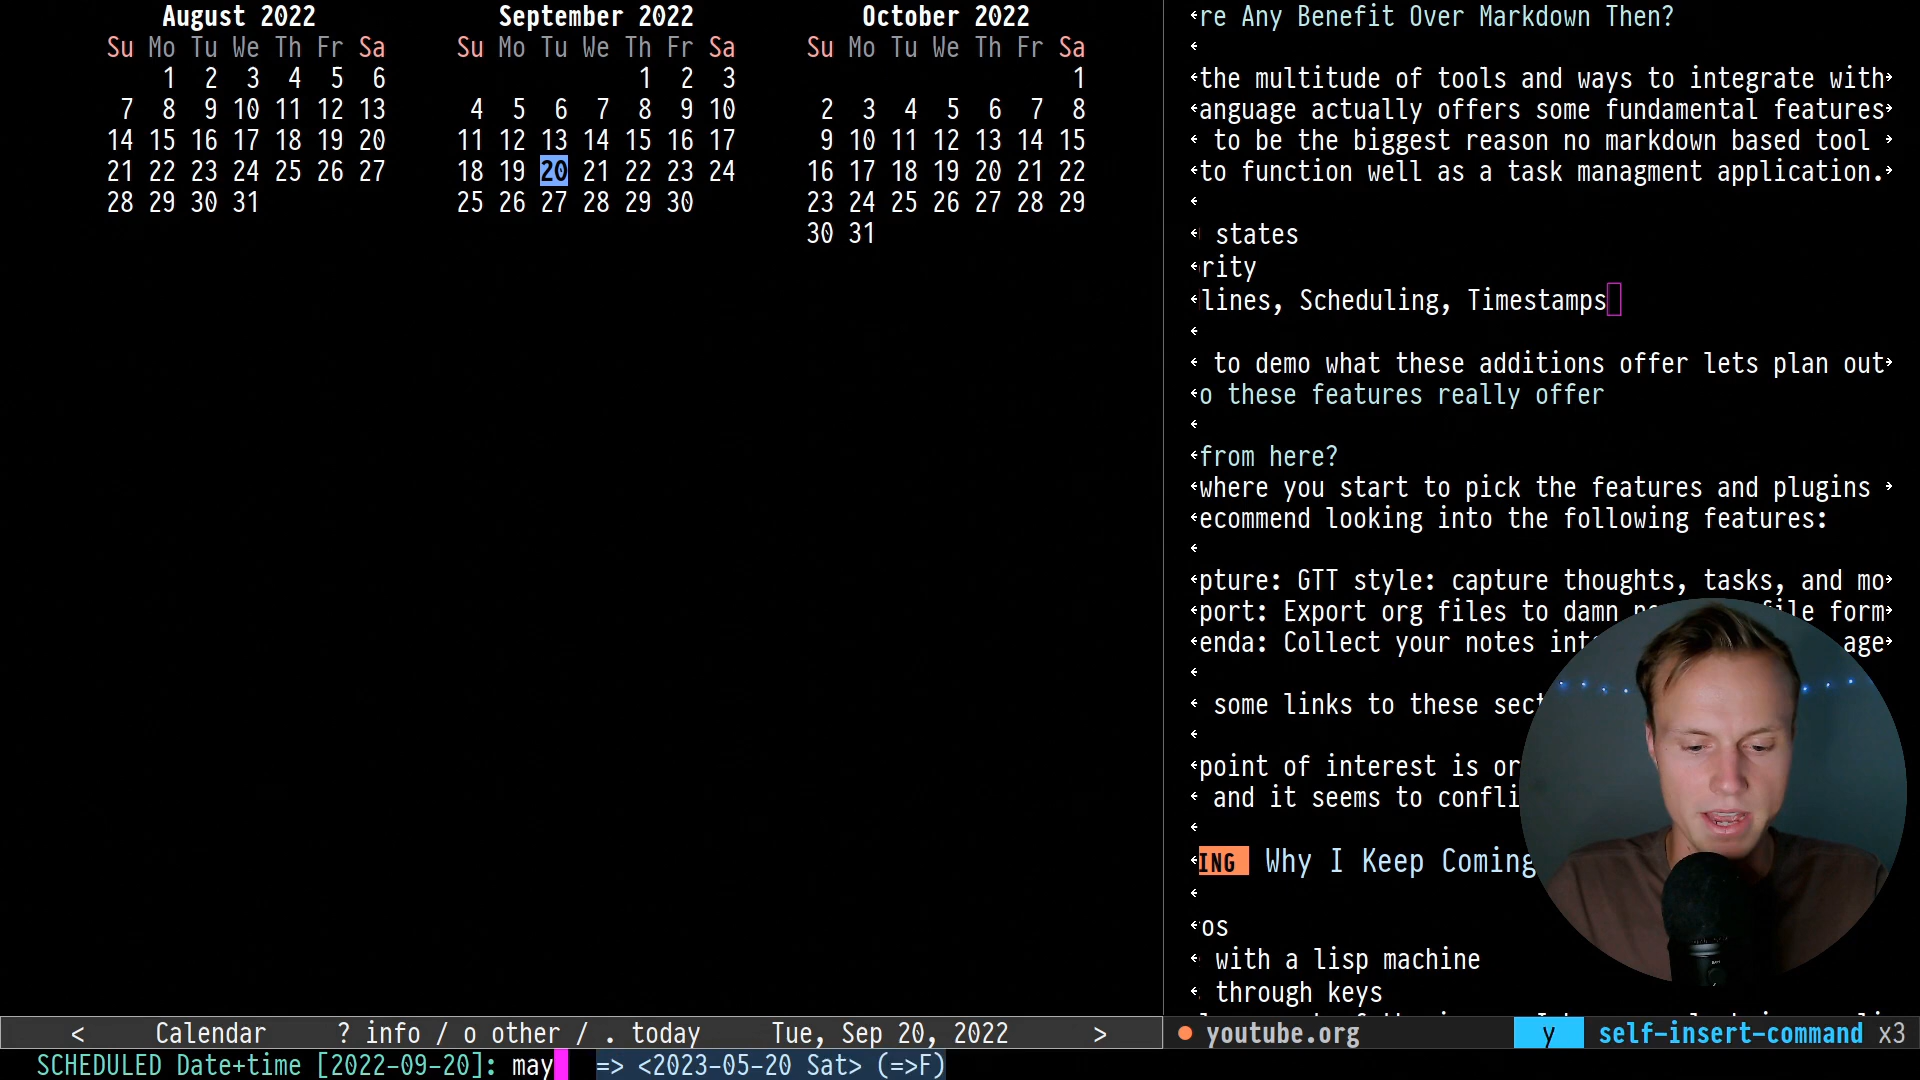 August 2022
Su Mo Tu We Th Fr Sa
1 2 3 4 5 6
7 8 9 10 11 12 13
14 15 16 17 18 19 20
21 22 23 24 25 26 27
28 29 30 31
September 2022
Su Mo Tu We Th Fr Sa
1 2 3
4 5 6 7 8 9 10
11 12 13 14 15 16 17
18 19 20 21 22 23 24
25 26 27 28 29 30
October 2022
Su Mo Tu We Th Fr Sa
1
2 3 4 5 6 7 8
9 10 11 12 13 14 15
16 17 18 19 20 21 22
23 24 25 26 27 28 29
30 31
re Any Benefit Over Markdown Then?
the multitude of tools and ways to integrate with
anguage actually offers some fundamental features
to be the biggest reason no markdown based tool
to function well as a task managment application.
states
rity
lines, Scheduling, Timestamps
to demo what these additions offer lets plan out
o these features really offer
from here?
where you start to pick the features and plugins
ecommend looking into the following features:
pture: GTT style: capture thoughts, tasks, and mo
port: Export org files to damn file form
enda: Collect your notes int age
some links to these sect
point of interest is or
and it seems to confli
ING Why I Keep Coming
os
with a lisp machine
through keys
< Calendar ? info / o other / . today Tue, Sep 20, 2022 >
youtube.org y self-insert-command x3
SCHEDULED Date+time [2022-09-20]: may => <2023-05-20 Sat> (=>F)